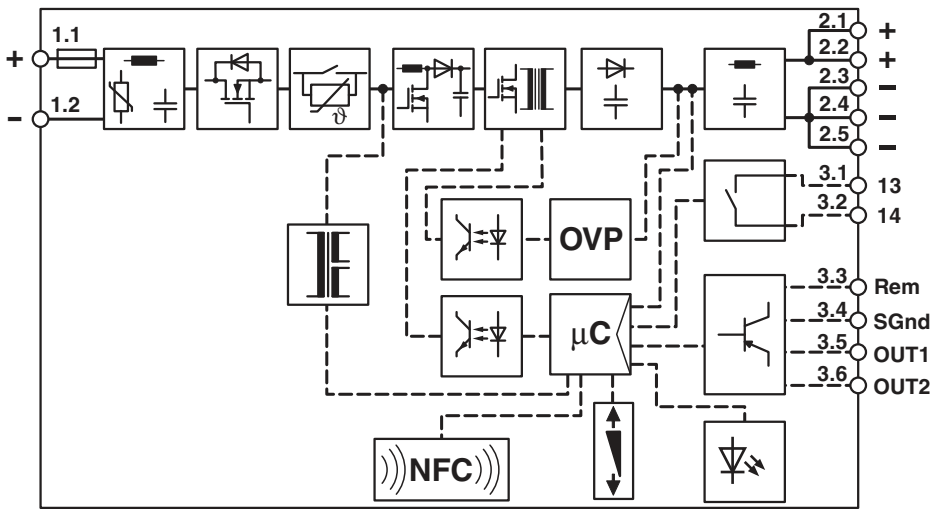 1.1
+
1.2
–
ϑ
2.1
+
2.2
+
2.3
–
2.4
–
2.5
–
3.1
13
3.2
14
OVP
3.3
Rem
3.4
SGnd
µC
3.5
OUT1
3.6
OUT2
NFC